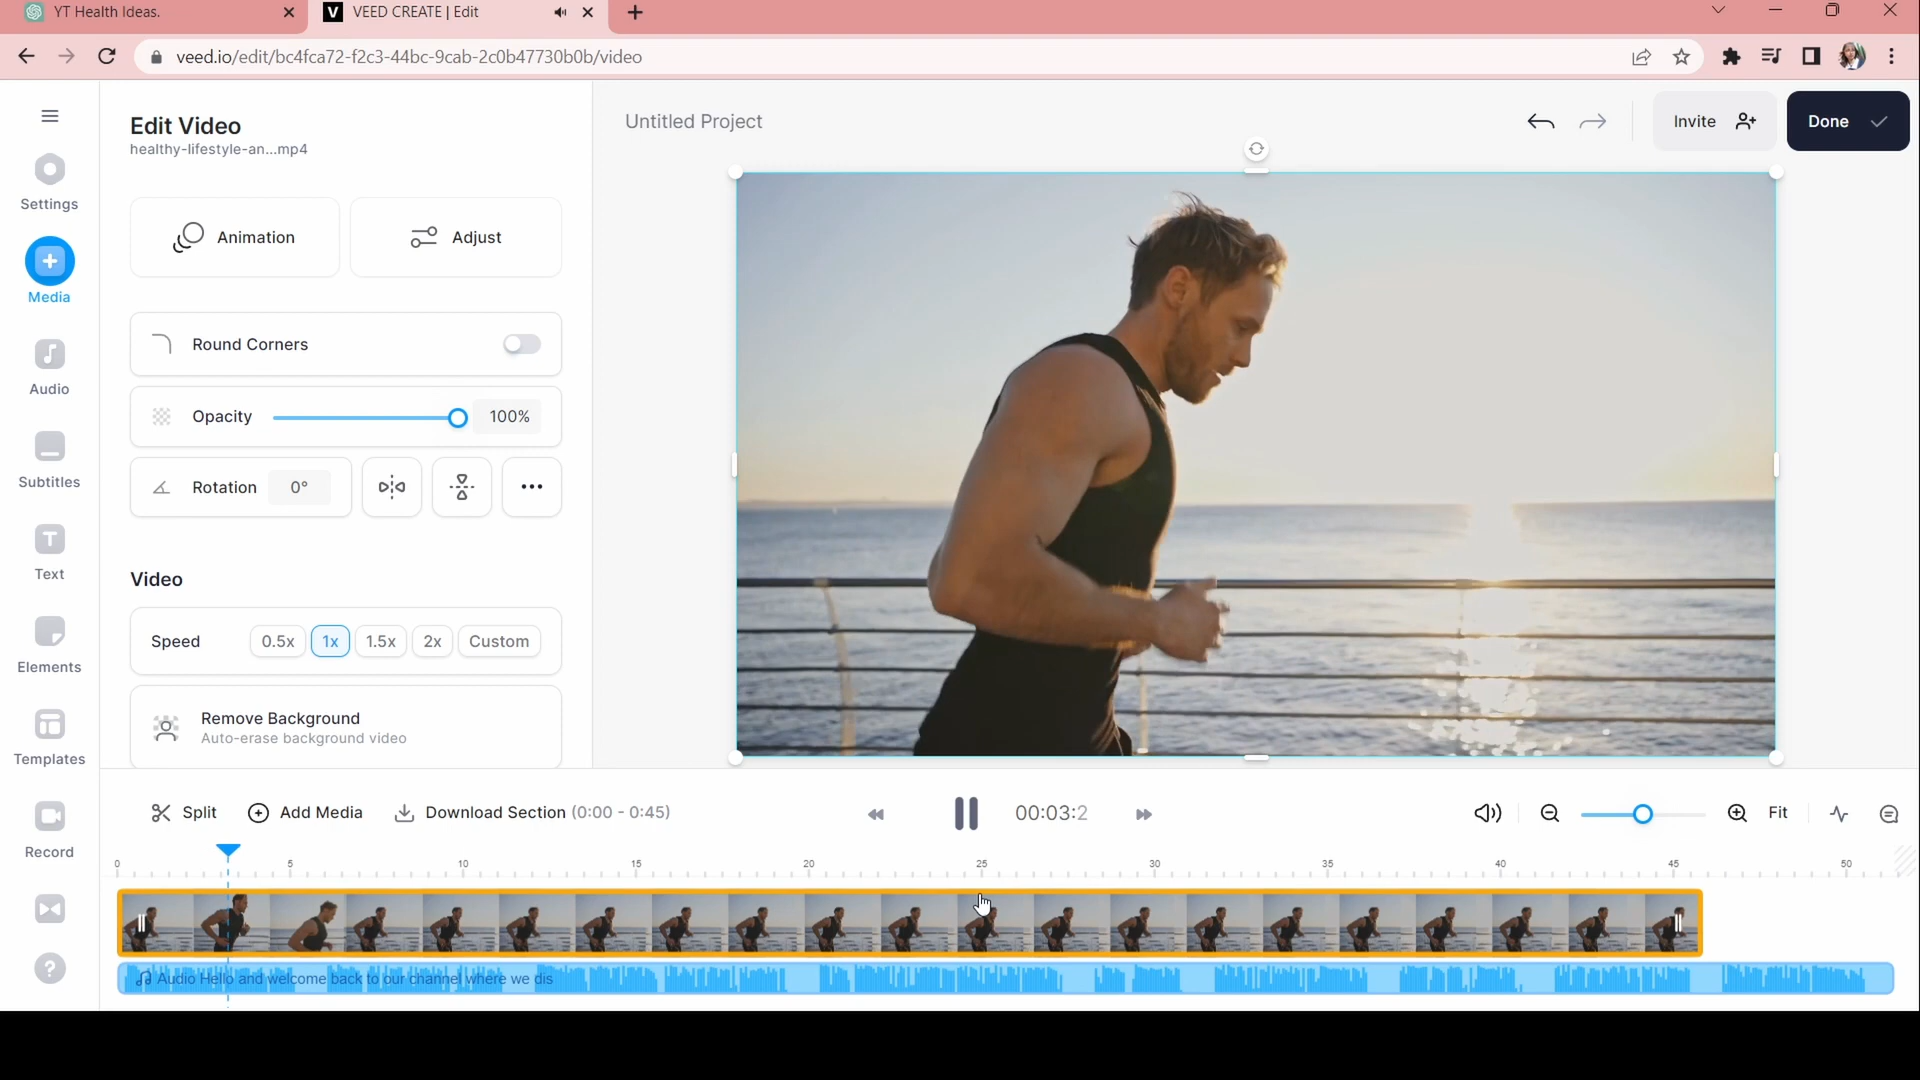 YT Health Ideas.
VEED CREATE | Edit
veed.io/edit/bc4fca72-f2c3-44bc-9cab-2c0b47730b0b/video
Edit Video
healthy-lifestyle-an...mp4
Untitled Project
Invite
Done
Settings
Media
Audio
Subtitles
Text
Elements
Templates
Record
Animation
Adjust
Round Corners
Opacity
100%
Rotation
0°
Video
Speed
0.5x
1x
1.5x
2x
Custom
Remove Background
Auto-erase background video
Split
Add Media
Download Section (0:00 - 0:45)
00:03:2
Fit
0 5 10 15 20 25 30 35 40 45 50
Audio Hello and welcome back to our channel where we dis